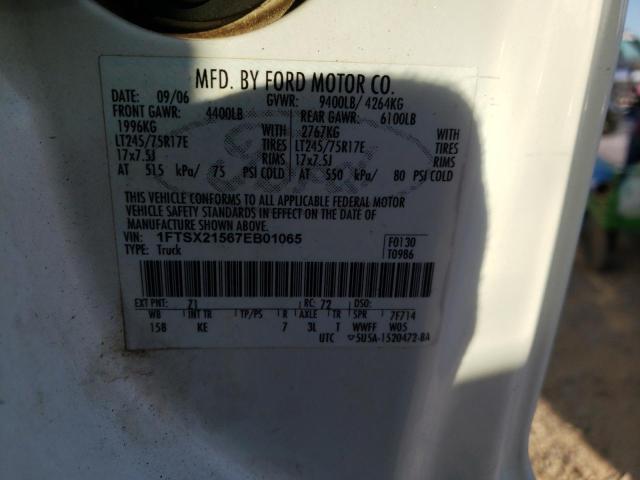 MFD. BY FORD MOTOR CO.
DATE: 09/06 GVWR: 9400LB/ 4264KG
FRONT GAWR: 4400LB REAR GAWR: 6100LB
1996KG WITH 2767KG WITH
LT245/75R17E TIRES LT245/75R17E TIRES
17x7.5J RIMS 17x7.5J RIMS
AT 515 kPa/ 75 PSI COLD AT 550 kPa/ 80 PSI COLD
THIS VEHICLE CONFORMS TO ALL APPLICABLE FEDERAL MOTOR
VEHICLE SAFETY STANDARDS IN EFFECT ON THE DATE OF
MANUFACTURE SHOWN ABOVE.
VIN: 1FTSX21567EB01065 F0130
TYPE: Truck T0986
EXT PNT: Z1 RC: 72 DSO:
WB INT TR TP/PS R AXLE TR SPR 7F714
158 KE 7 3L T WWFF W05
UTC 5U5A-1520472-BA